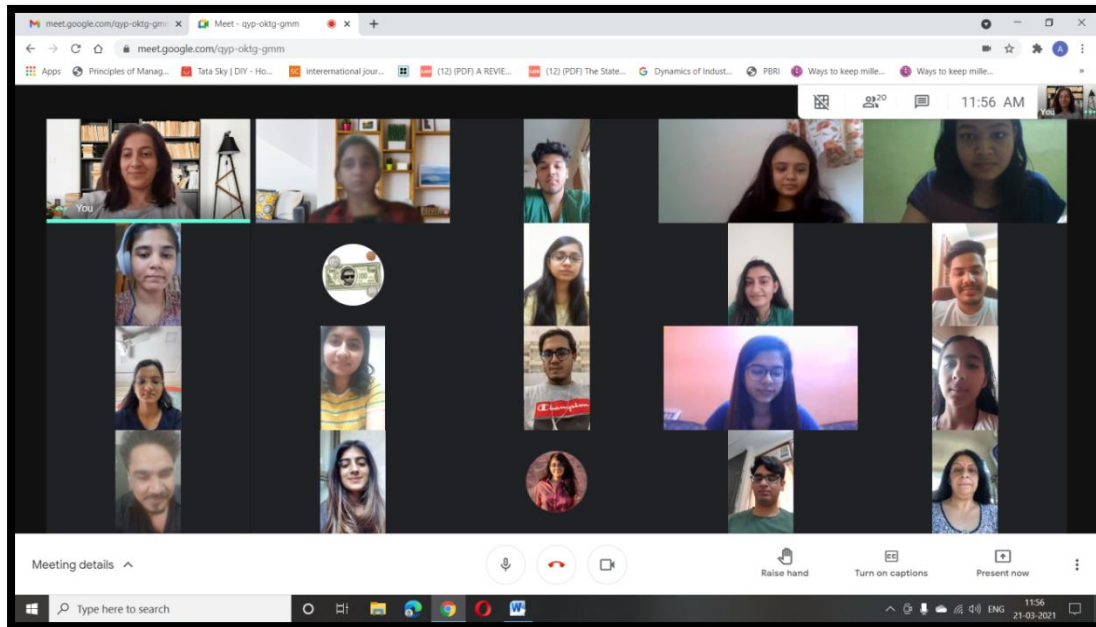 meet.google.com/qyp-oktg-gm
Meet - qyp-oktg-gmm
meet.google.com/qyp-oktg-gmm
A
Apps
Principles of Manag...
Tata Sky | DIY - Ho...
SC
intererernational jour...
(12) (PDF) A REVIE...
(12) (PDF) The State...
G
Dynamics of Indust...
PBRI
Ways to keep mille...
Ways to keep mille...
»
20
11:56 AM
You
You
Champion
Meeting details
Raise hand
CC
Turn on captions
Present now
Type here to search
ENG
11:56
21-03-2021